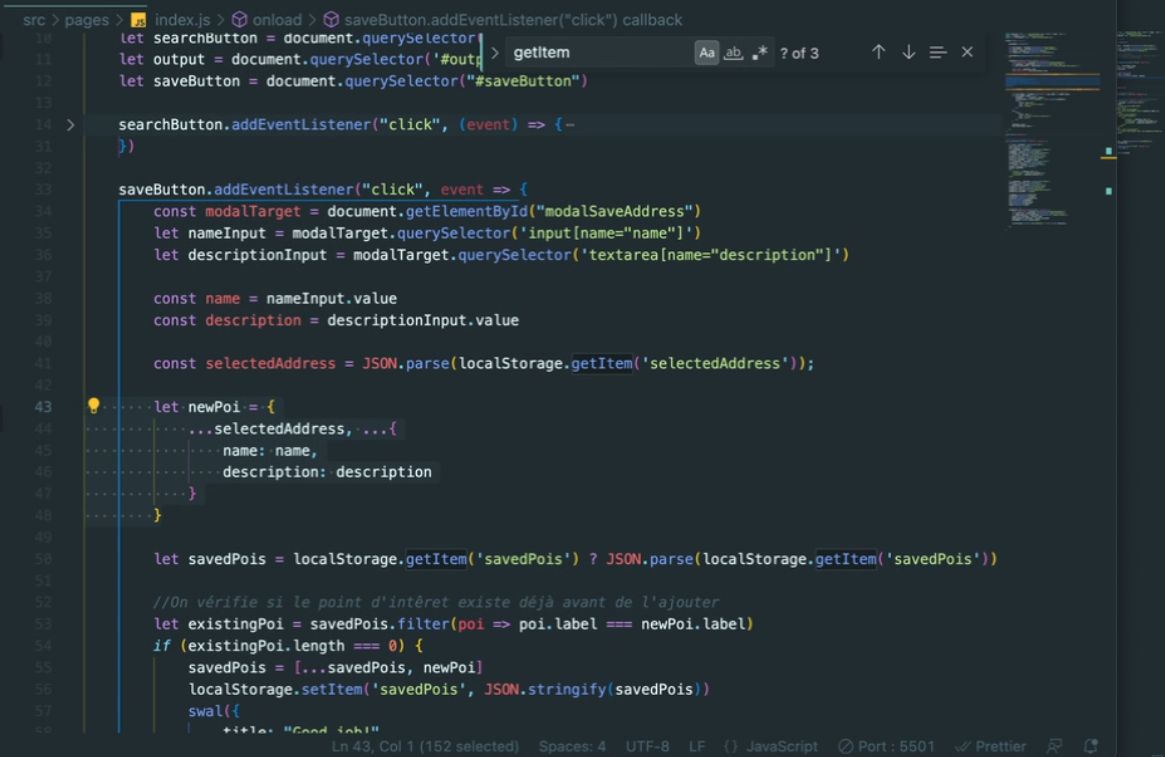 src > pages > JS index.js > onload > saveButton.addEventListener("click") callback
10 let searchButton = document.querySelector(
getItem Aa ab .* ? of 3
11 let output = document.querySelector('#outp
12 let saveButton = document.querySelector("#saveButton")
13
14 searchButton.addEventListener("click", (event) => {
31 })
32
33 saveButton.addEventListener("click", event => {
34 const modalTarget = document.getElementById("modalSaveAddress")
35 let nameInput = modalTarget.querySelector('input[name="name"]')
36 let descriptionInput = modalTarget.querySelector('textarea[name="description"]')
37
38 const name = nameInput.value
39 const description = descriptionInput.value
40
41 const selectedAddress = JSON.parse(localStorage.getItem('selectedAddress'));
42
43 let newPoi = {
44 ...selectedAddress, ...{
45 name: name,
46 description: description
47 }
48 }
49
50 let savedPois = localStorage.getItem('savedPois') ? JSON.parse(localStorage.getItem('savedPois'))
51
52 //On vérifie si le point d'intêret existe déjà avant de l'ajouter
53 let existingPoi = savedPois.filter(poi => poi.label === newPoi.label)
54 if (existingPoi.length === 0) {
55 savedPois = [...savedPois, newPoi]
56 localStorage.setItem('savedPois', JSON.stringify(savedPois))
57 swal({
58 title: "Good job!"
Ln 43, Col 1 (152 selected) Spaces: 4 UTF-8 LF {} JavaScript Port : 5501 Prettier